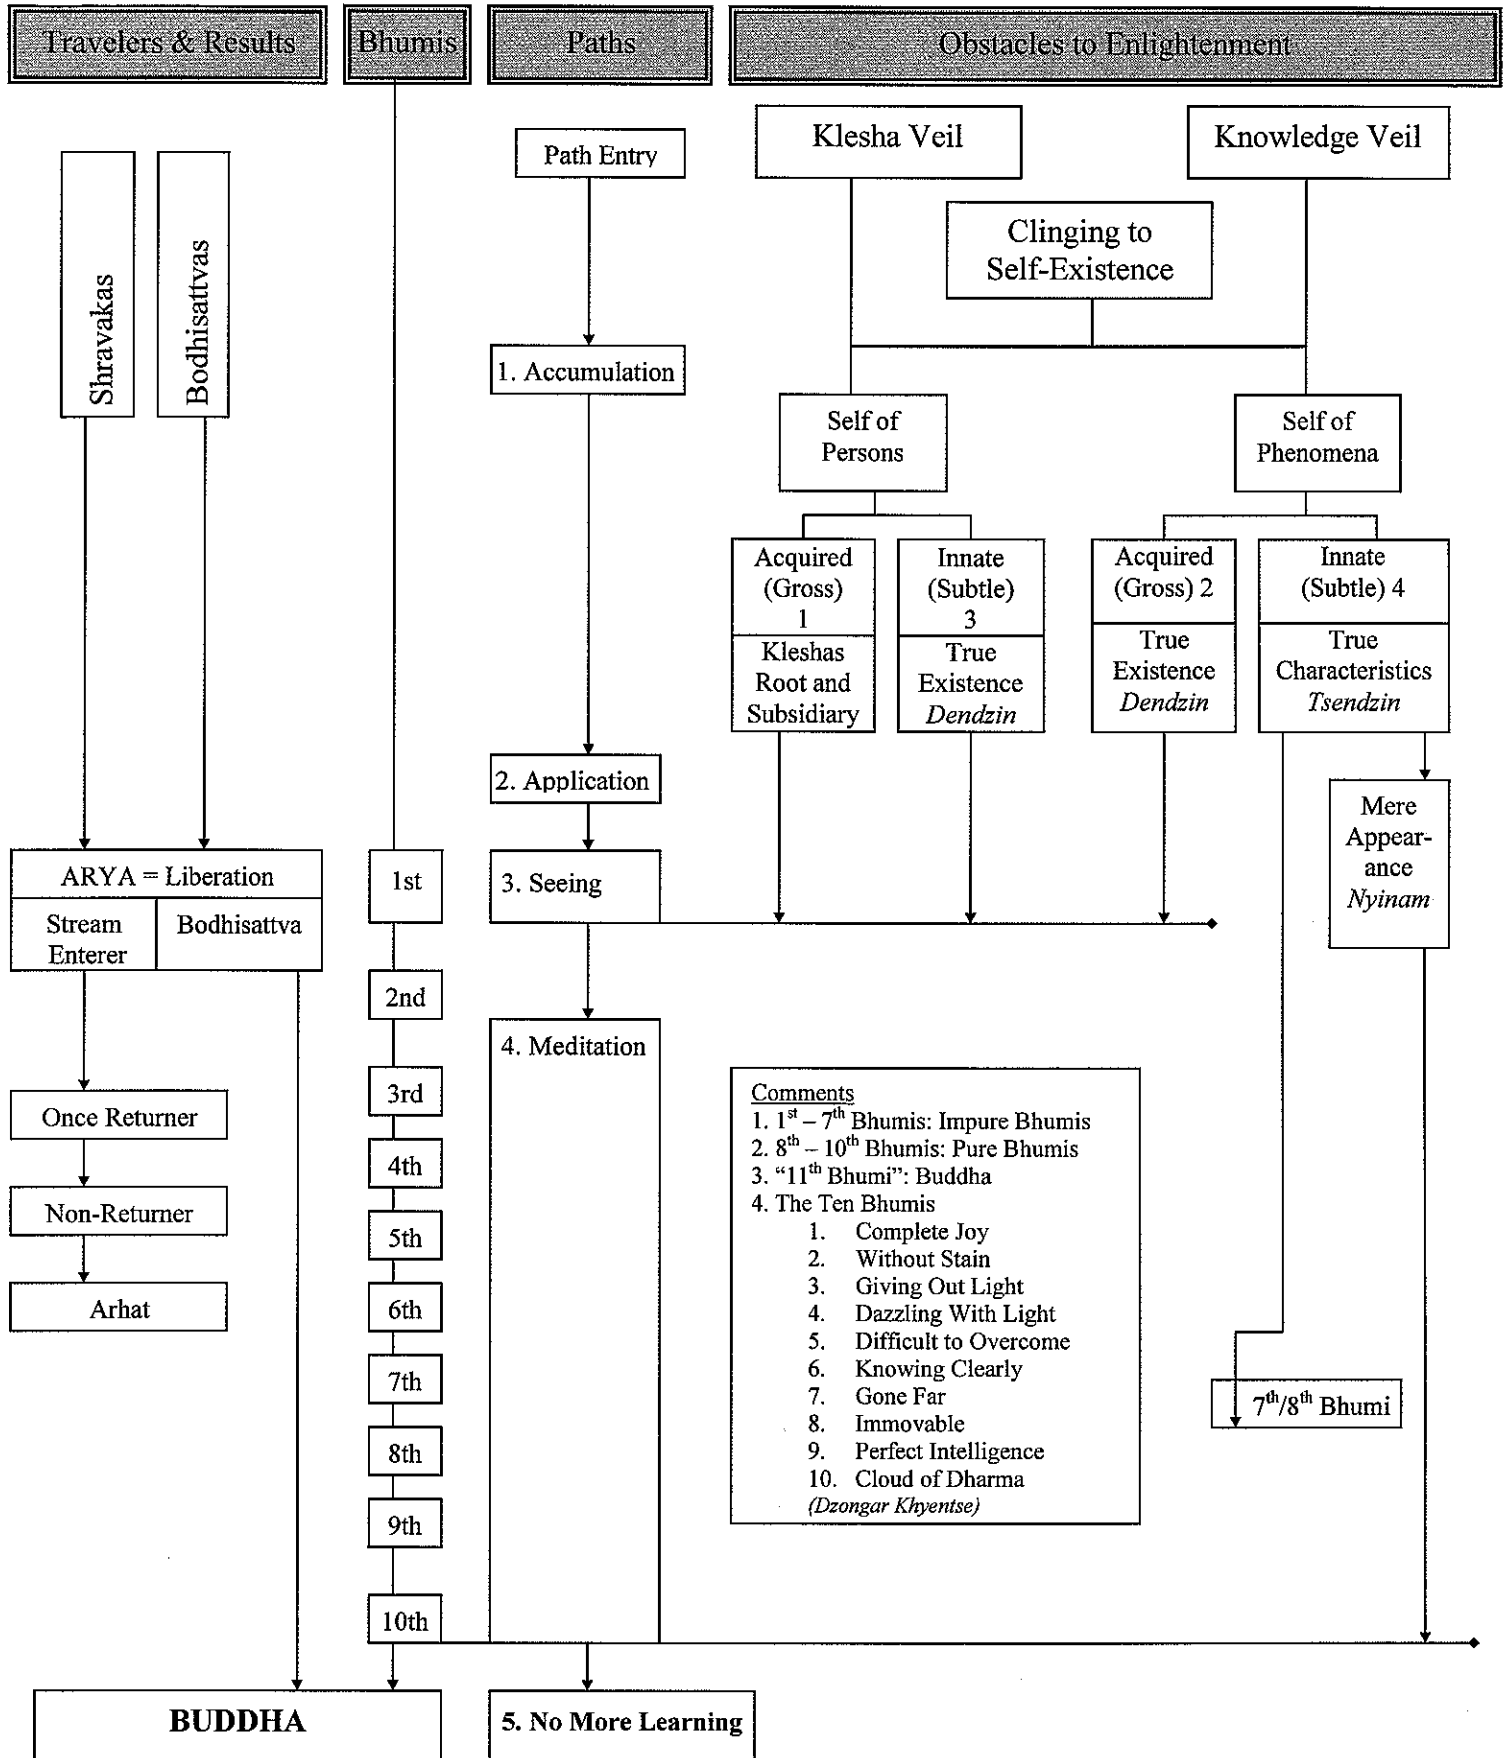 Travelers & Results
Bhumis
Paths
Obstacles to Enlightenment
Shravakas
Bodhisattvas
Path Entry
1. Accumulation
2. Application
Klesha Veil
Knowledge Veil
Clinging to
Self-Existence
Self of
Persons
Self of
Phenomena
Acquired
(Gross)
1
Kleshas
Root and
Subsidiary
Innate
(Subtle)
3
True
Existence
Dendzin
Acquired
(Gross) 2
True
Existence
Dendzin
Innate
(Subtle) 4
True
Characteristics
Tsendzin
Mere
Appear-
ance
Nyinam
ARYA = Liberation
Stream
Enterer
Bodhisattva
Once Returner
Non-Returner
Arhat
1st
2nd
3rd
4th
5th
6th
7th
8th
9th
10th
3. Seeing
4. Meditation
Comments
1. 1st – 7th Bhumis: Impure Bhumis
2. 8th – 10th Bhumis: Pure Bhumis
3. “11th Bhumi”: Buddha
4. The Ten Bhumis
1. Complete Joy
2. Without Stain
3. Giving Out Light
4. Dazzling With Light
5. Difficult to Overcome
6. Knowing Clearly
7. Gone Far
8. Immovable
9. Perfect Intelligence
10. Cloud of Dharma
(Dzongar Khyentse)
7th/8th Bhumi
BUDDHA
5. No More Learning